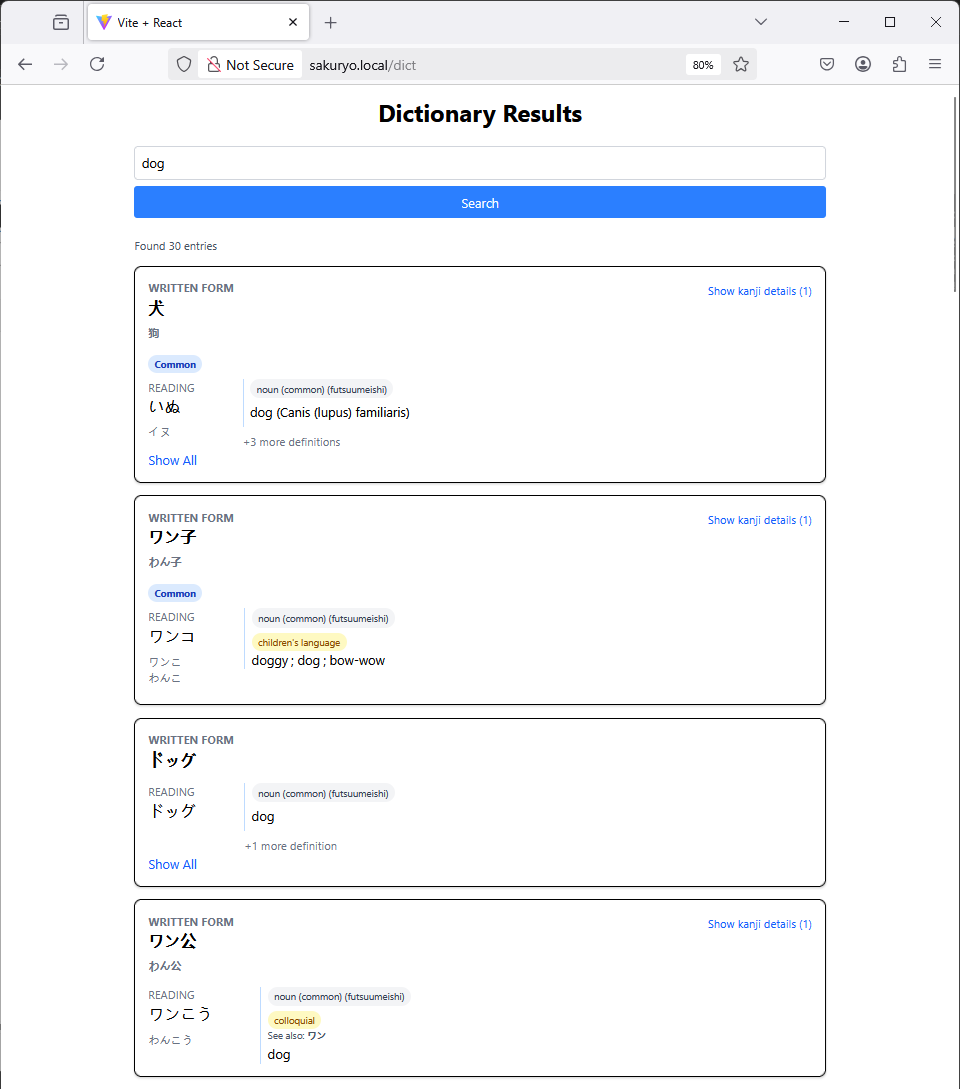 Vite + React
Not Secure sakuryo.local/dict 80%
Dictionary Results
dog
Search
Found 30 entries
WRITTEN FORM
Show kanji details (1)
犬
狗
Common
READING
いぬ
イヌ
noun (common) (futsuumeishi)
dog (Canis (lupus) familiaris)
+3 more definitions
Show All
WRITTEN FORM
Show kanji details (1)
ワン子
わん子
Common
READING
ワンコ
ワンこ
わんこ
noun (common) (futsuumeishi)
children's language
doggy ; dog ; bow-wow
WRITTEN FORM
ドッグ
READING
ドッグ
noun (common) (futsuumeishi)
dog
+1 more definition
Show All
WRITTEN FORM
Show kanji details (1)
ワン公
わん公
READING
ワンこう
わんこう
noun (common) (futsuumeishi)
colloquial
See also: ワン
dog